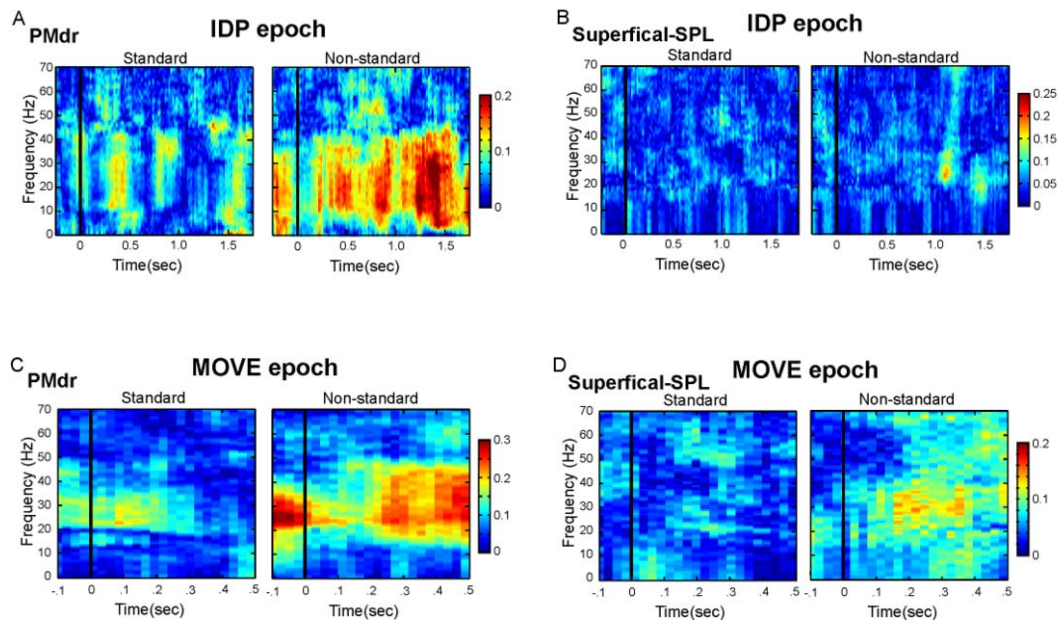 A
IDP epoch
PMdr
Standard
Non-standard
Frequency (Hz)
70
60
50
40
30
20
10
0
0
0.5
1.0
1.5
0
0.5
1.0
1.5
Time(sec)
Time(sec)
0.2
0.1
0
B
IDP epoch
Superfical-SPL
Standard
Non-standard
Frequency (Hz)
70
60
50
40
30
20
10
0
0
0.5
1.0
1.5
0
0.5
1.0
1.5
Time(sec)
Time(sec)
0.25
0.2
0.15
0.1
0.05
0
C
MOVE epoch
PMdr
Standard
Non-standard
Frequency (Hz)
70
60
50
40
30
20
10
0
-.1
0
.1
.2
.3
.4
.5
-.1
0
.1
.2
.3
.4
.5
Time(sec)
Time(sec)
0.3
0.2
0.1
0
D
MOVE epoch
Superfical-SPL
Standard
Non-standard
Frequency (Hz)
70
60
50
40
30
20
10
0
-.1
0
.1
.2
.3
.4
.5
-.1
0
.1
.2
.3
.4
.5
Time(sec)
Time(sec)
0.2
0.1
0